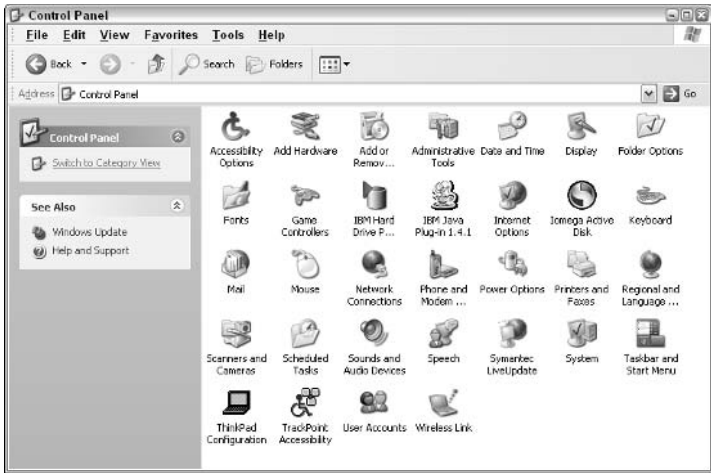 Control Panel
File Edit View Favorites Tools Help
Back Search Folders
Address Control Panel Go
Control Panel
Switch to Category View
See Also
Windows Update
Help and Support
Accessibility Options
Add Hardware
Add or Remov...
Administrative Tools
Date and Time
Display
Folder Options
Fonts
Game Controllers
IBM Hard Drive P...
IBM Java Plug-in 1.4.1
Internet Options
Iomega Active Disk
Keyboard
Mail
Mouse
Network Connections
Phone and Modem ...
Power Options
Printers and Faxes
Regional and Language ...
Scanners and Cameras
Scheduled Tasks
Sounds and Audio Devices
Speech
Symantec LiveUpdate
System
Taskbar and Start Menu
ThinkPad Configuration
TrackPoint Accessibility
User Accounts
Wireless Link